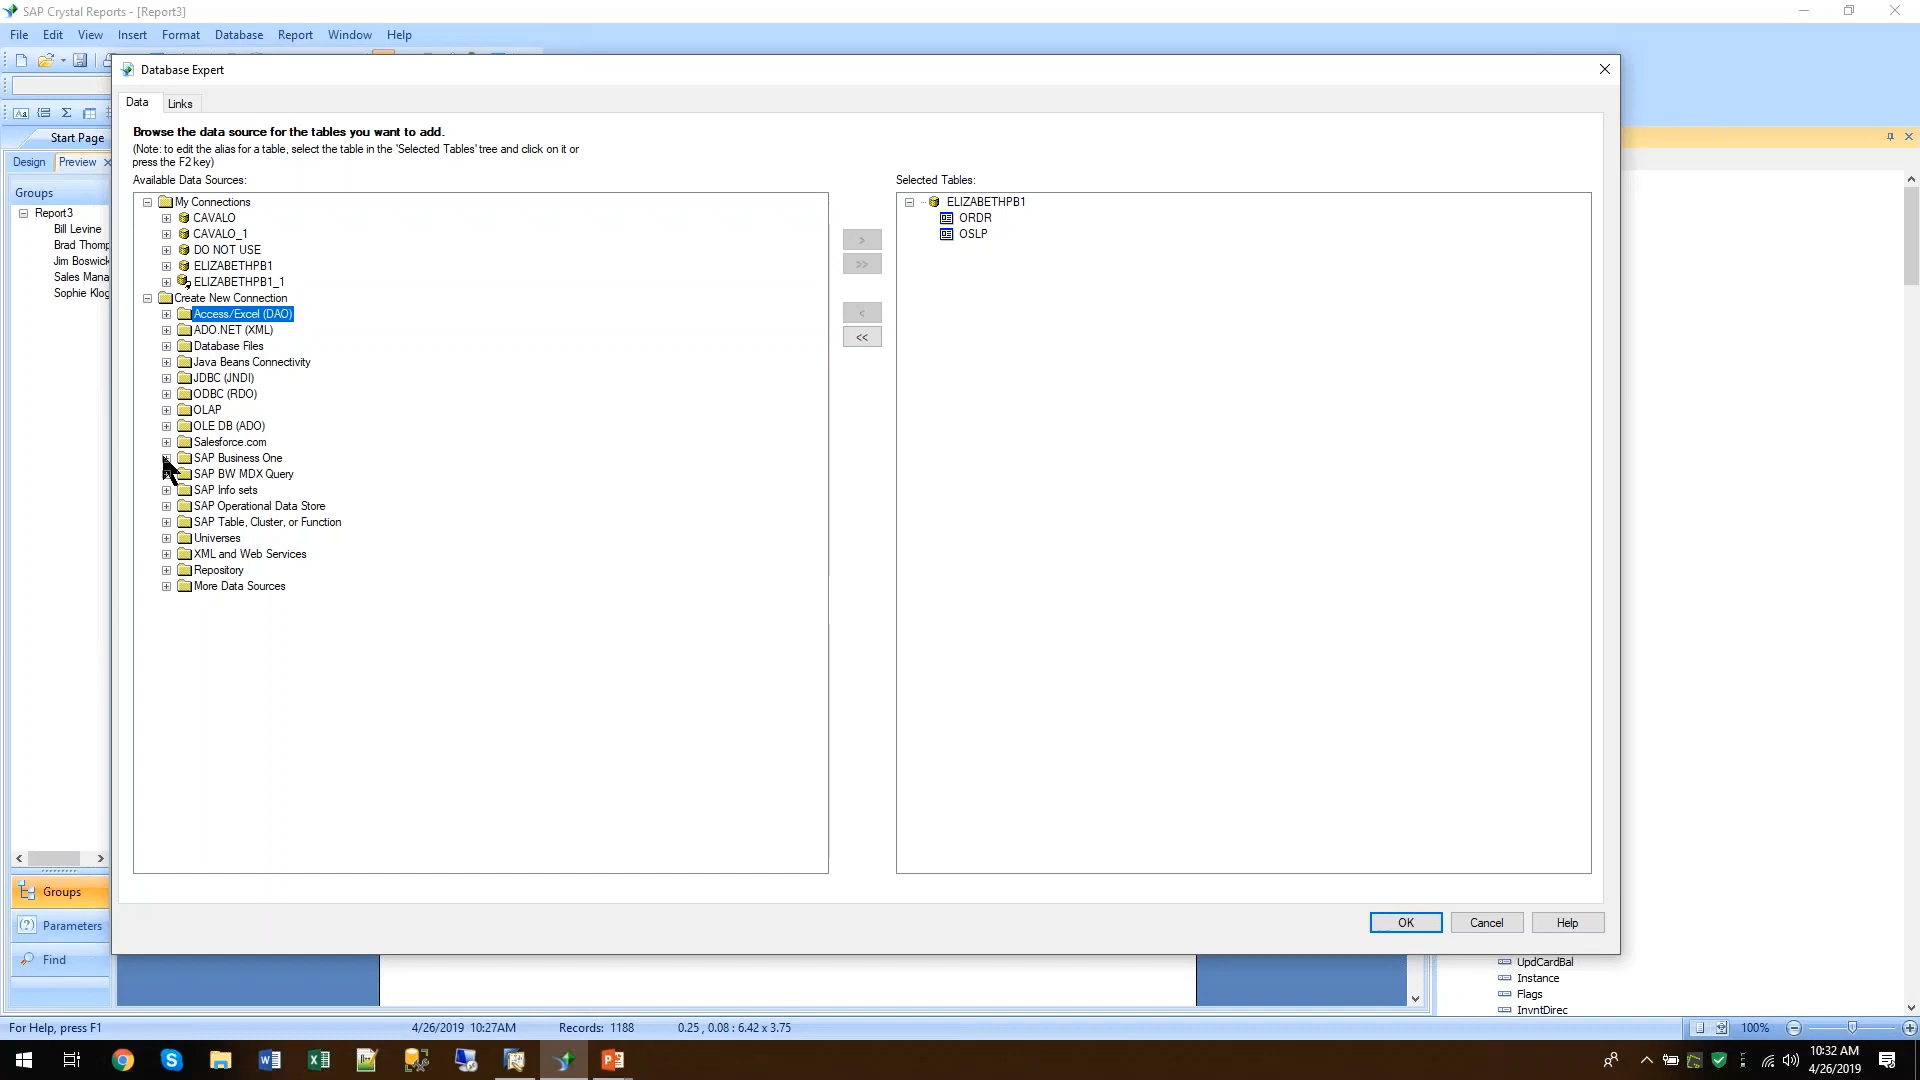 SAP Crystal Reports - [Report3]
File Edit View Insert Format Database Report Window Help
Database Expert
Start Page
Design Preview
Groups
Report3
Bill Levine
Brad Thomp
Jim Boswick
Sales Mana
Sophie Klog
Data Links
Browse the data source for the tables you want to add.
(Note: to edit the alias for a table, select the table in the 'Selected Tables' tree and click on it or
press the F2 key)
Available Data Sources:
My Connections
CAVALO
CAVALO_1
DO NOT USE
ELIZABETHPB1
ELIZABETHPB1_1
Create New Connection
Access/Excel (DAO)
ADO.NET (XML)
Database Files
Java Beans Connectivity
JDBC (JNDI)
ODBC (RDO)
OLAP
OLE DB (ADO)
Salesforce.com
SAP Business One
SAP BW MDX Query
SAP Info sets
SAP Operational Data Store
SAP Table, Cluster, or Function
Universes
XML and Web Services
Repository
More Data Sources
>
>>
<
<<
Selected Tables:
ELIZABETHPB1
ORDR
OSLP
OK Cancel Help
Groups
Parameters
Find
UpdCardBal
Instance
Flags
InvntDirec
For Help, press F1 4/26/2019 10:27AM Records: 1188 0.25 , 0.08 : 6.42 x 3.75 100%
10:32 AM
4/26/2019